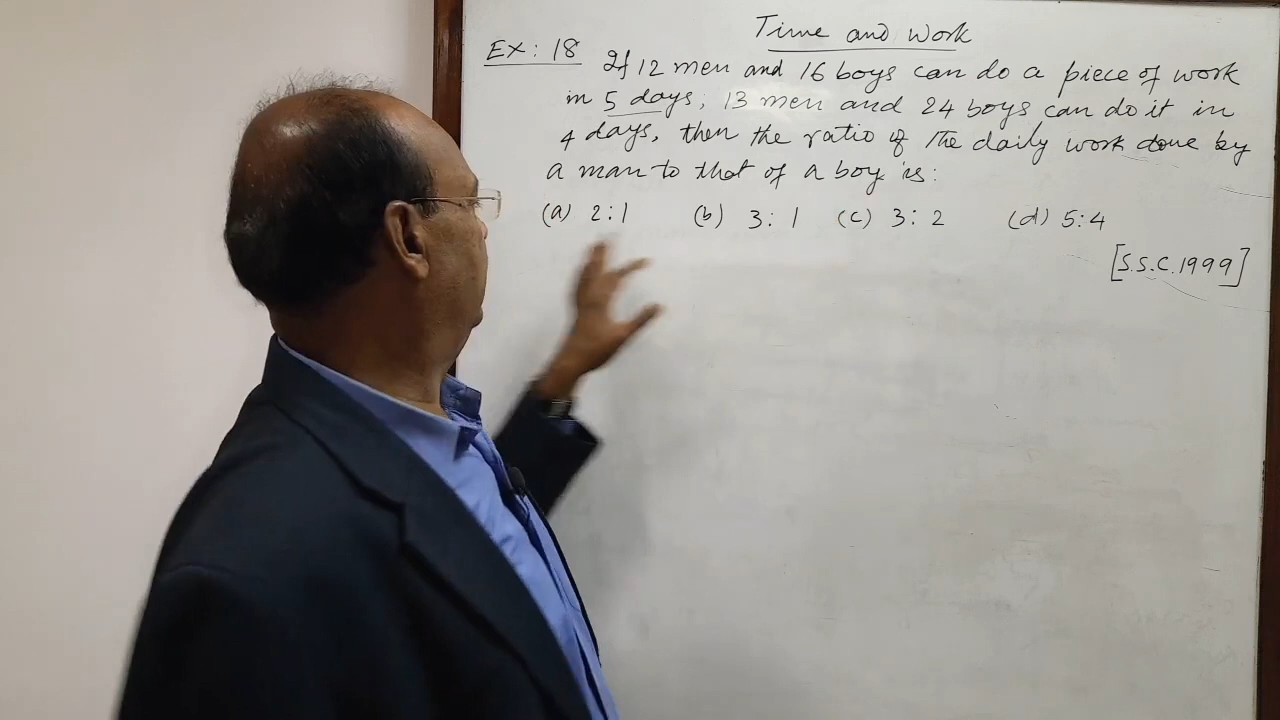 Time and Work
Ex: 18 If 12 men and 16 boys can do a piece of work
in 5 days; 13 men and 24 boys can do it in
4 days, then the ratio of the daily work done by
a man to that of a boy is:
(a) 2:1 (b) 3:1 (c) 3:2 (d) 5:4
[S.S.C. 1999]